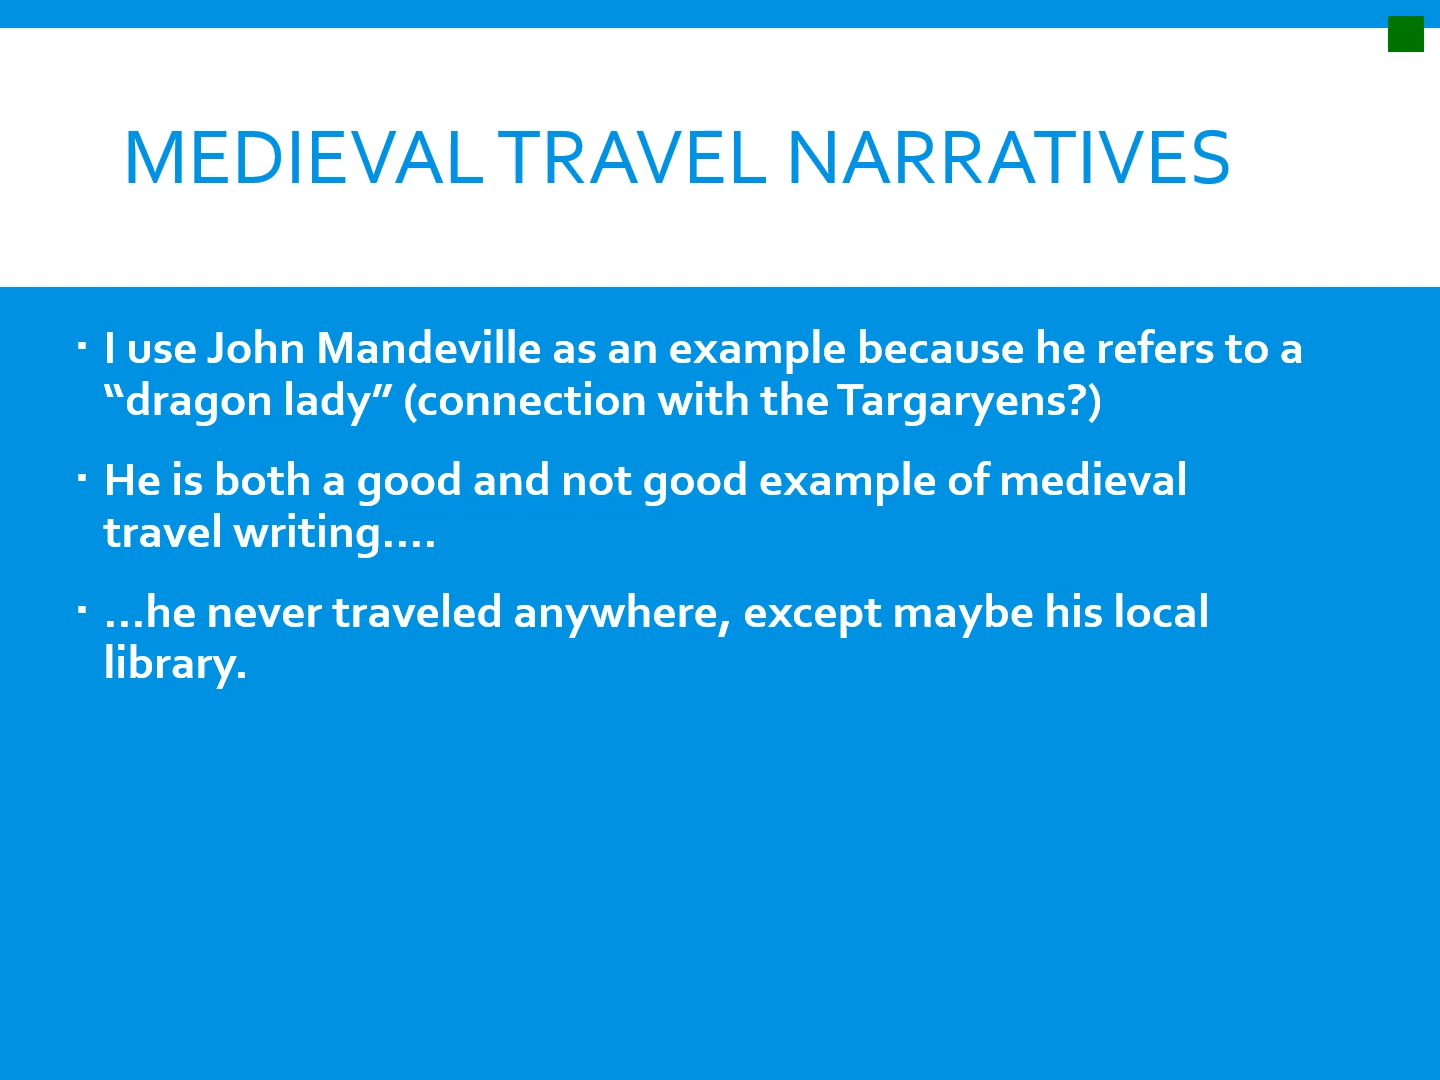 MEDIEVAL TRAVEL NARRATIVES
▪ I use John Mandeville as an example because he refers to a
“dragon lady” (connection with the Targaryens?)
▪ He is both a good and not good example of medieval
travel writing....
▪ ...he never traveled anywhere, except maybe his local
library.